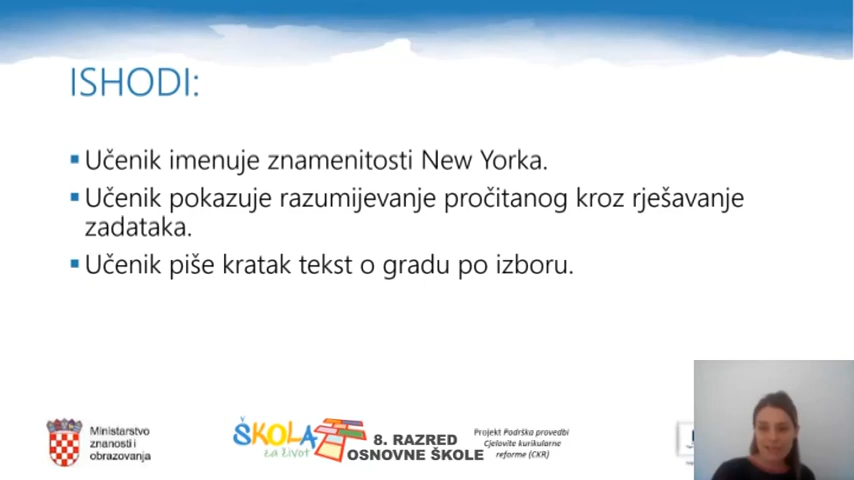 ISHODI:
Učenik imenuje znamenitosti New Yorka.
Učenik pokazuje razumijevanje pročitanog kroz rješavanje
zadataka.
Učenik piše kratak tekst o gradu po izboru.
Ministarstvo
znanosti i
obrazovanja
ŠKOLA
za život
8. RAZRED
OSNOVNE ŠKOLE
Projekt Podrška provedbi
Cjelovite kurikularne
reforme (CKR)